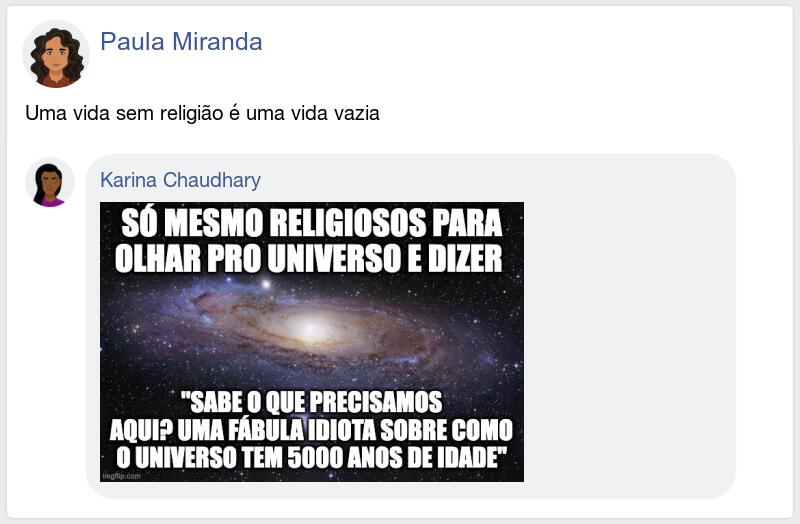 Paula Miranda
Uma vida sem religião é uma vida vazia
Karina Chaudhary
SÓ MESMO RELIGIOSOS PARA
OLHAR PRO UNIVERSO E DIZER
"SABE O QUE PRECISAMOS
AQUI? UMA FÁBULA IDIOTA SOBRE COMO
O UNIVERSO TEM 5000 ANOS DE IDADE"
imgflip.com